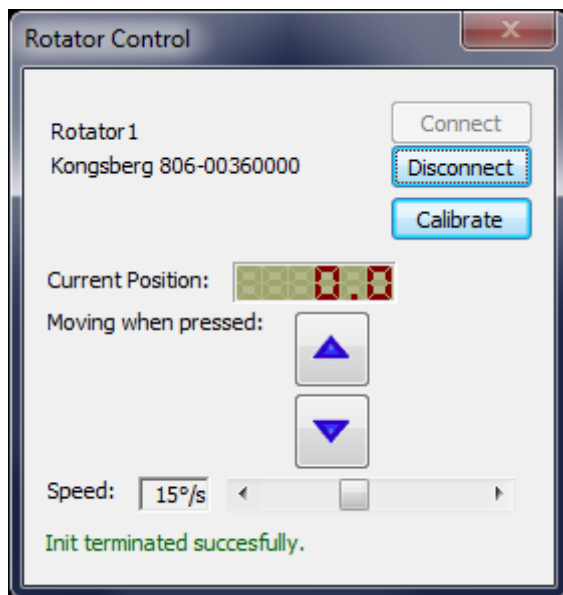 Rotator Control
Rotator1
Connect
Kongsberg 806-00360000
Disconnect
Calibrate
Current Position: 0.0
Moving when pressed:
Speed: 15°/s
Init terminated succesfully.